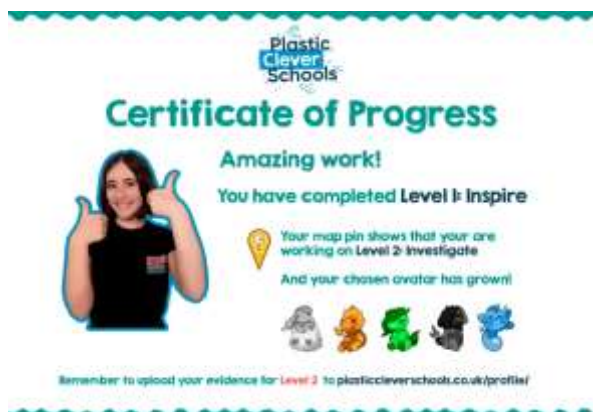 Plastic
Clever
Schools
Certificate of Progress
Amazing work!
You have completed Level 1: Inspire
Your map pin shows that your are
working on Level 2: Investigate
And your chosen avatar has grown!
Remember to upload your evidence for Level 2 to plasticcleverschools.co.uk/profile/